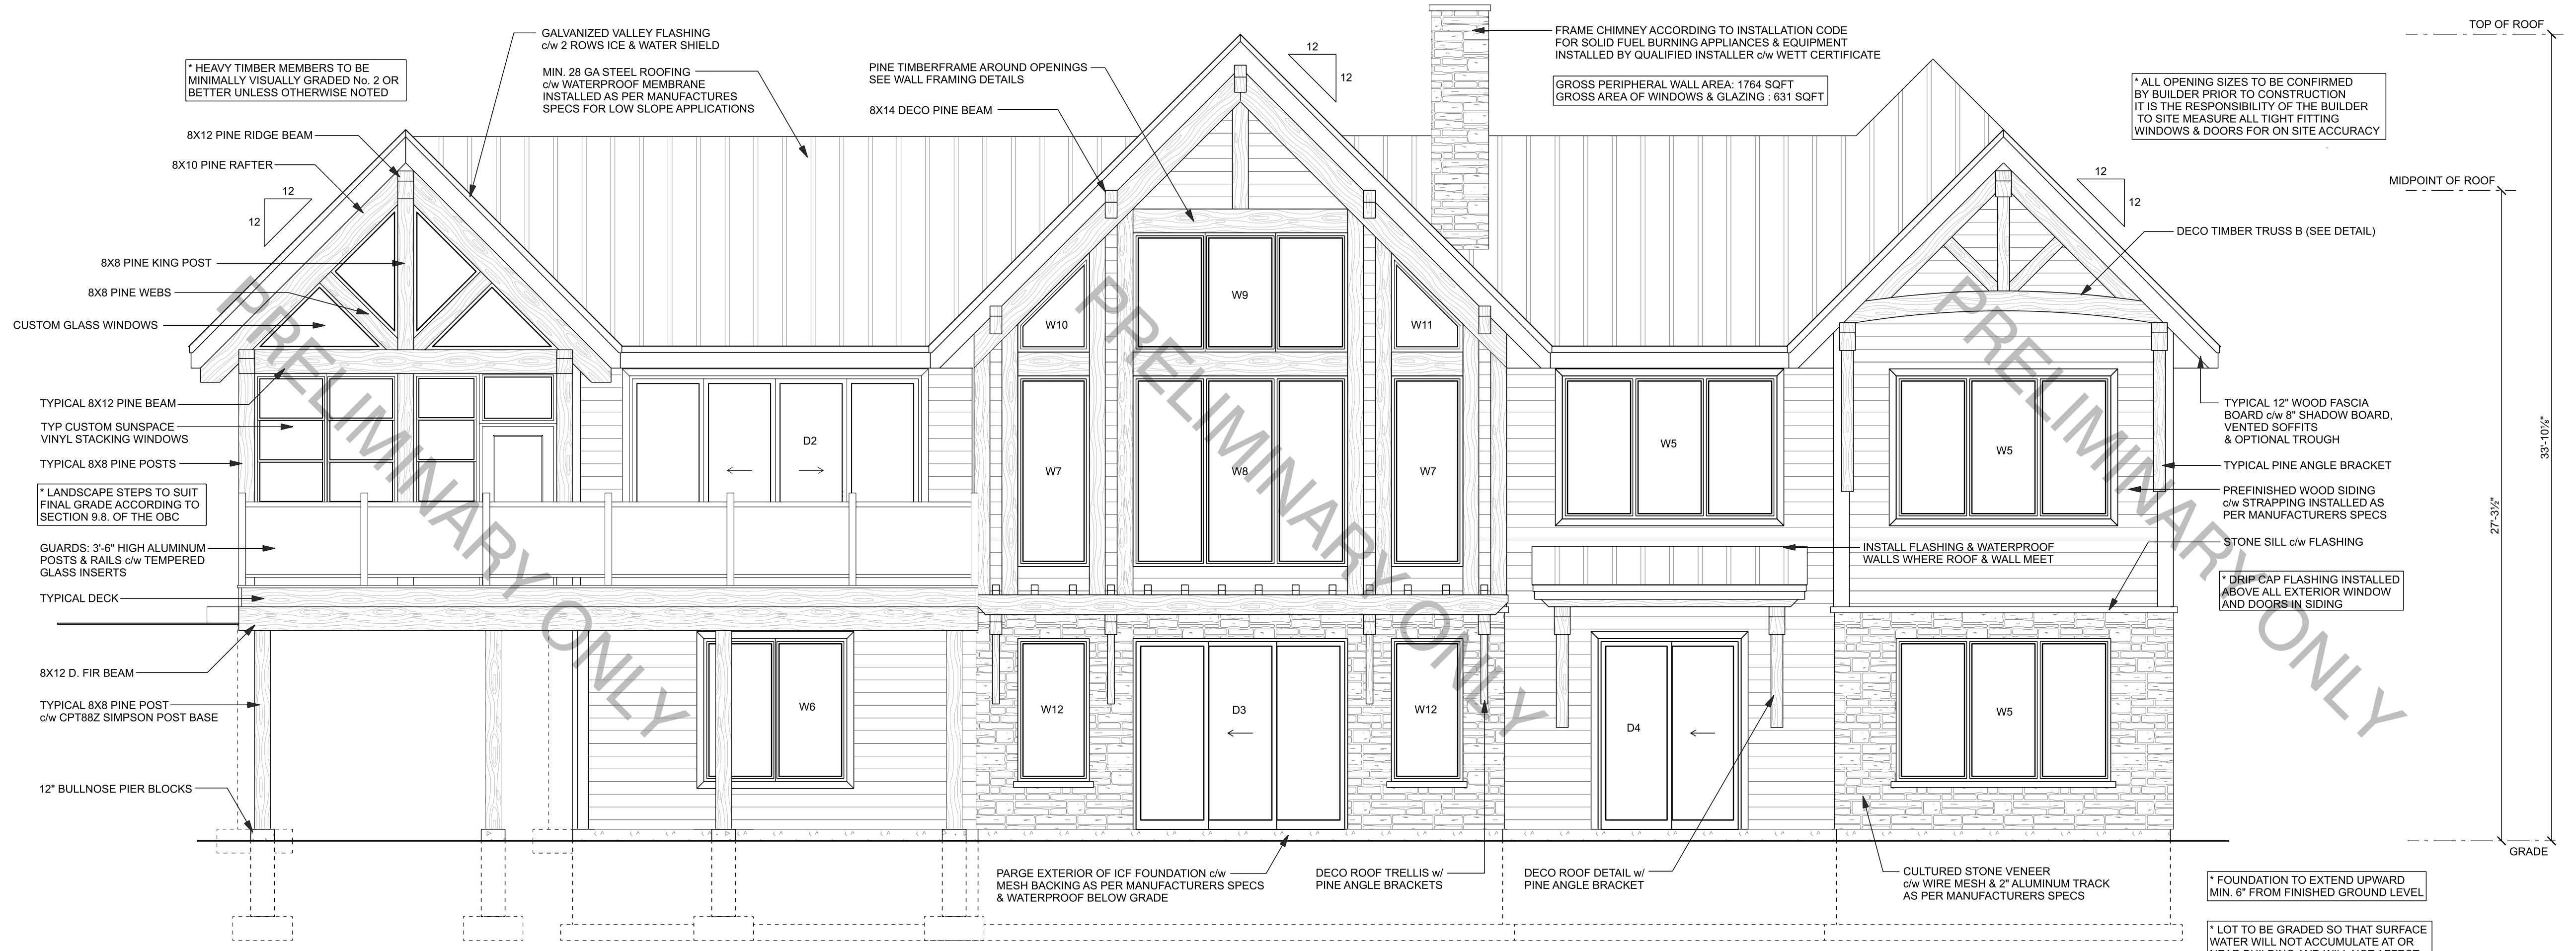 GALVANIZED VALLEY FLASHING
c/w 2 ROWS ICE & WATER SHIELD
* HEAVY TIMBER MEMBERS TO BE
MINIMALLY VISUALLY GRADED No. 2 OR
BETTER UNLESS OTHERWISE NOTED
MIN. 28 GA STEEL ROOFING
c/w WATERPROOF MEMBRANE
INSTALLED AS PER MANUFACTURES
SPECS FOR LOW SLOPE APPLICATIONS
PINE TIMBERFRAME AROUND OPENINGS
SEE WALL FRAMING DETAILS
8X14 DECO PINE BEAM
12
12
FRAME CHIMNEY ACCORDING TO INSTALLATION CODE
FOR SOLID FUEL BURNING APPLIANCES & EQUIPMENT
INSTALLED BY QUALIFIED INSTALLER c/w WETT CERTIFICATE
GROSS PERIPHERAL WALL AREA: 1764 SQFT
GROSS AREA OF WINDOWS & GLAZING : 631 SQFT
* ALL OPENING SIZES TO BE CONFIRMED
BY BUILDER PRIOR TO CONSTRUCTION
IT IS THE RESPONSIBILITY OF THE BUILDER
TO SITE MEASURE ALL TIGHT FITTING
WINDOWS & DOORS FOR ON SITE ACCURACY
TOP OF ROOF
MIDPOINT OF ROOF
8X12 PINE RIDGE BEAM
8X10 PINE RAFTER
12
12
8X8 PINE KING POST
8X8 PINE WEBS
CUSTOM GLASS WINDOWS
TYPICAL 8X12 PINE BEAM
TYP CUSTOM SUNSPACE
VINYL STACKING WINDOWS
TYPICAL 8X8 PINE POSTS
* LANDSCAPE STEPS TO SUIT
FINAL GRADE ACCORDING TO
SECTION 9.8. OF THE OBC
GUARDS: 3'-6" HIGH ALUMINUM
POSTS & RAILS c/w TEMPERED
GLASS INSERTS
TYPICAL DECK
8X12 D. FIR BEAM
TYPICAL 8X8 PINE POST
c/w CPT88Z SIMPSON POST BASE
12" BULLNOSE PIER BLOCKS
PRELIMINARY ONLY
PRELIMINARY ONLY
PRELIMINARY ONLY
W9
W10
W11
D2
W7
W8
W7
W5
W5
W6
W12
D3
W12
D4
W5
12
12
DECO TIMBER TRUSS B (SEE DETAIL)
TYPICAL 12" WOOD FASCIA
BOARD c/w 8" SHADOW BOARD,
VENTED SOFFITS
& OPTIONAL TROUGH
TYPICAL PINE ANGLE BRACKET
PREFINISHED WOOD SIDING
c/w STRAPPING INSTALLED AS
PER MANUFACTURERS SPECS
STONE SILL c/w FLASHING
INSTALL FLASHING & WATERPROOF
WALLS WHERE ROOF & WALL MEET
* DRIP CAP FLASHING INSTALLED
ABOVE ALL EXTERIOR WINDOW
AND DOORS IN SIDING
27'-3½"
33'-10⅛"
GRADE
PARGE EXTERIOR OF ICF FOUNDATION c/w
MESH BACKING AS PER MANUFACTURERS SPECS
& WATERPROOF BELOW GRADE
DECO ROOF TRELLIS w/
PINE ANGLE BRACKETS
DECO ROOF DETAIL w/
PINE ANGLE BRACKET
CULTURED STONE VENEER
c/w WIRE MESH & 2" ALUMINUM TRACK
AS PER MANUFACTURERS SPECS
* FOUNDATION TO EXTEND UPWARD
MIN. 6" FROM FINISHED GROUND LEVEL
* LOT TO BE GRADED SO THAT SURFACE
WATER WILL NOT ACCUMULATE AT OR